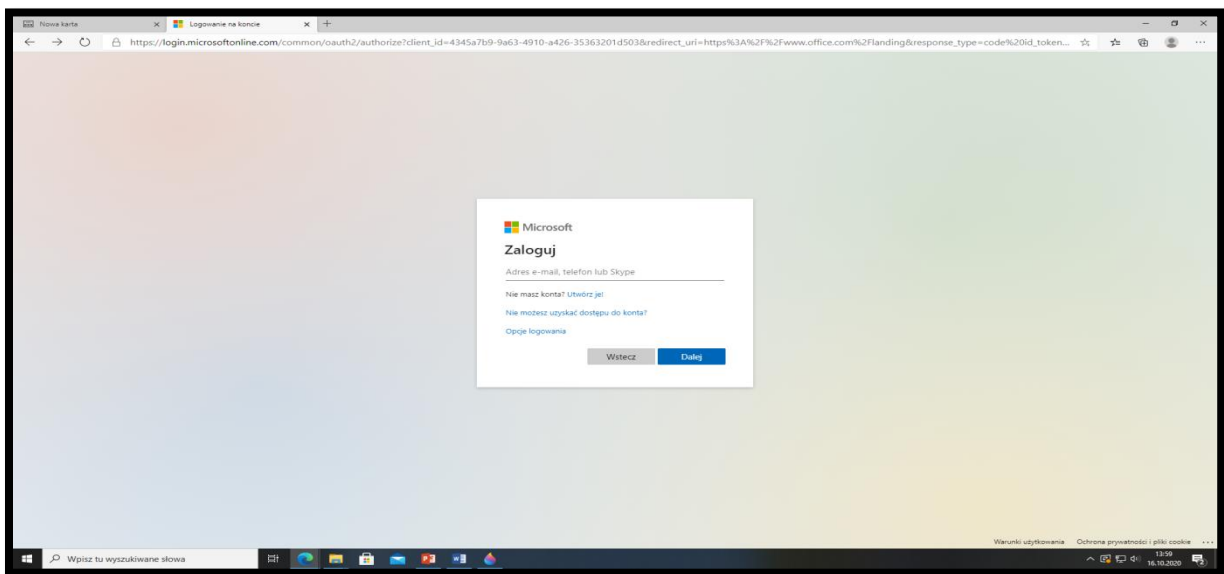 Nowa karta
Logowanie na koncie
https://login.microsoftonline.com/common/oauth2/authorize?client_id=4345a7b9-9a63-4910-a426-35363201d503&redirect_uri=https%3A%2F%2Fwww.office.com%2Flanding&response_type=code%20id_token...
Microsoft
Zaloguj
Adres e-mail, telefon lub Skype
Nie masz konta? Utwórz je!
Nie możesz uzyskać dostępu do konta?
Opcje logowania
Wstecz
Dalej
Warunki użytkowania Ochrona prywatności i pliki cookie ...
Wpisz tu wyszukiwane słowa
13:59
16.10.2020